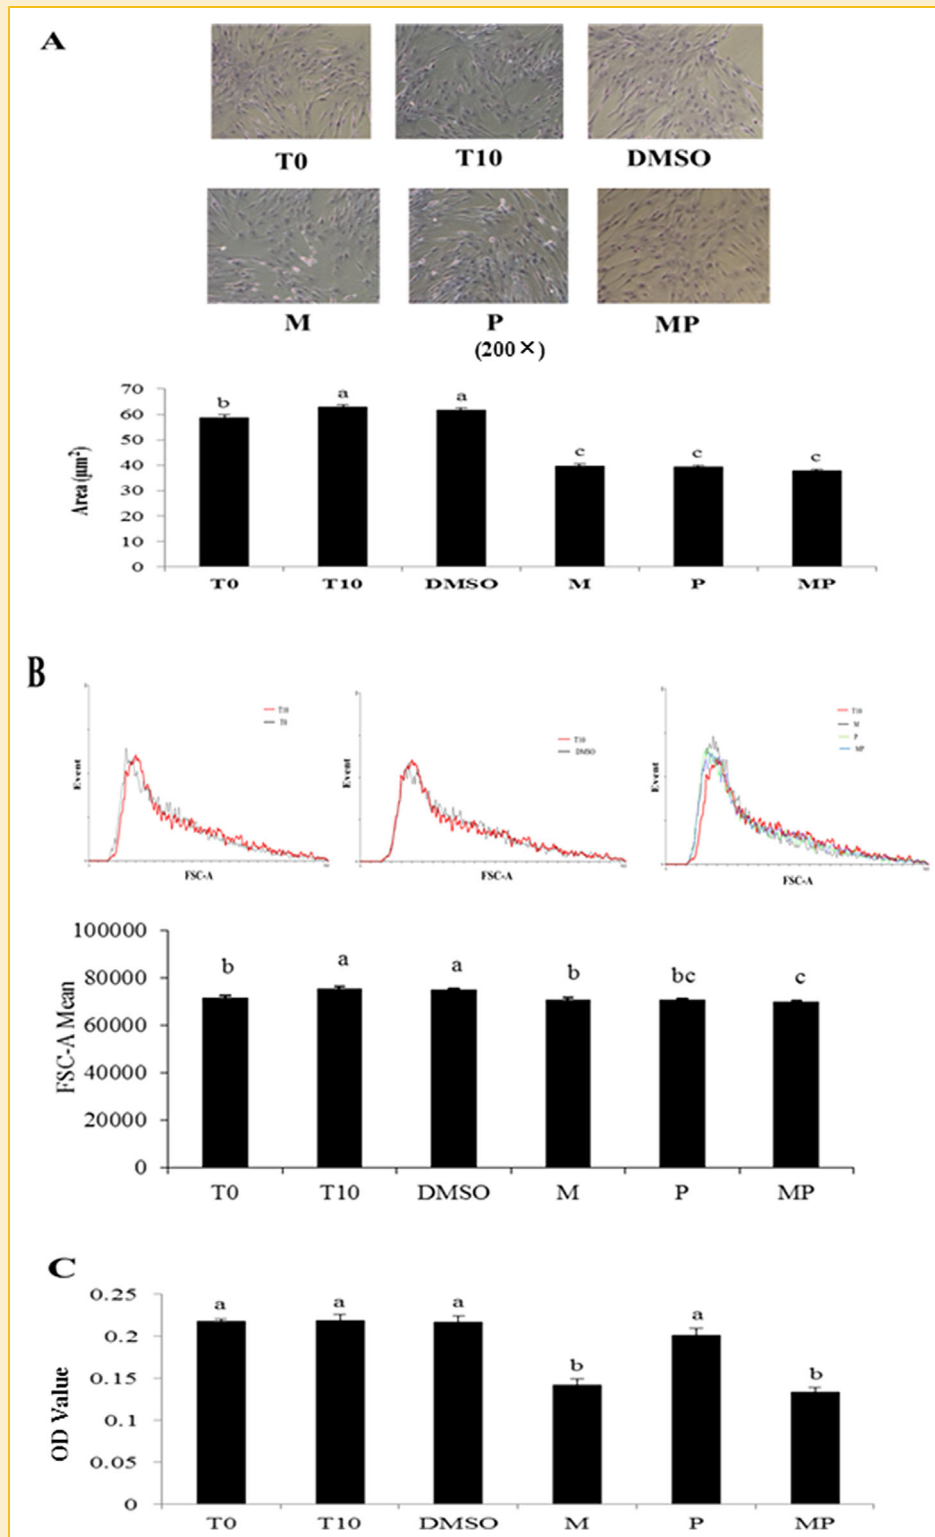 A
T0 T10 DMSO
M P MP
(200×)
70
60
50
40
30
20
10
0
Area (μm²)
b a a c c c
T0 T10 DMSO M P MP
B
T10
T0
Event
FSC-A
T10
DMSO
Event
FSC-A
T10
M
P
MP
Event
FSC-A
100000
80000
60000
40000
20000
0
FSC-A Mean
b a a b bc c
T0 T10 DMSO M P MP
C
0.25
0.2
0.15
0.1
0.05
0
OD Value
a a a b a b
T0 T10 DMSO M P MP